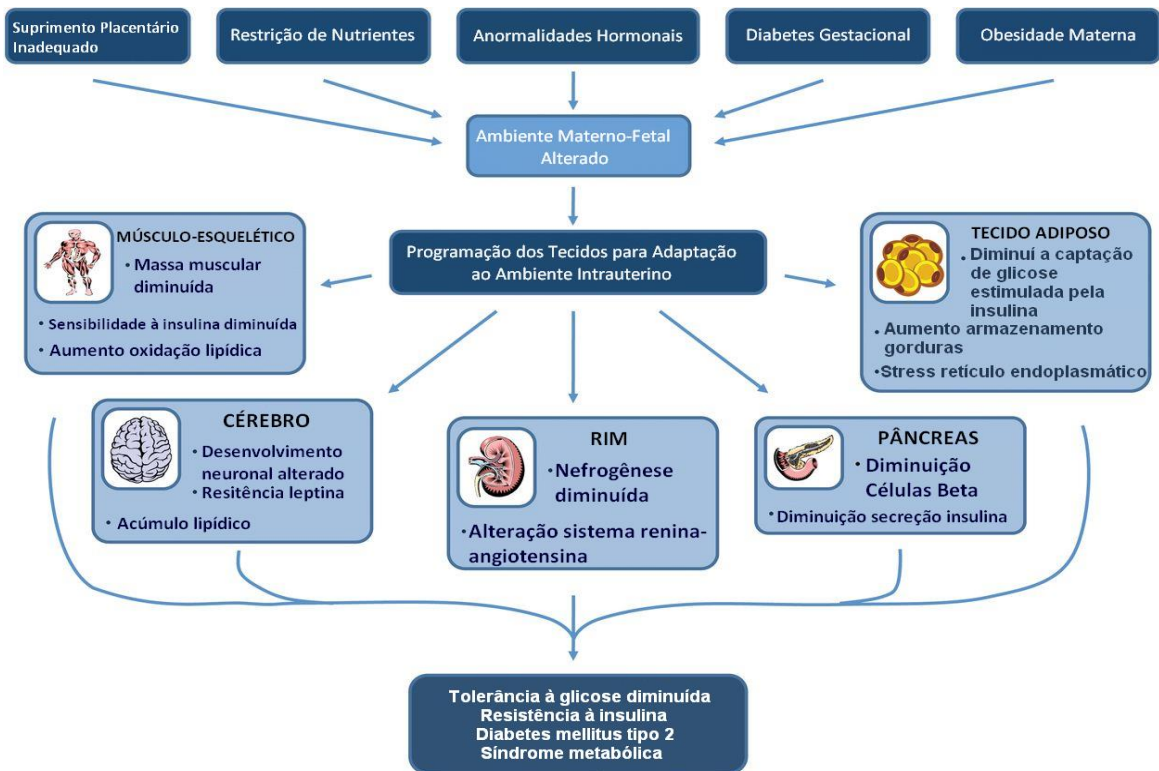 Suprimento Placentário
Inadequado
Restrição de Nutrientes
Anormalidades Hormonais
Diabetes Gestacional
Obesidade Materna
Ambiente Materno-Fetal
Alterado
Programação dos Tecidos para Adaptação
ao Ambiente Intrauterino
MÚSCULO-ESQUELÉTICO
• Massa muscular
diminuída
• Sensibilidade à insulina diminuída
• Aumento oxidação lipídica
TECIDO ADIPOSO
• Diminuí a captação
de glicose
estimulada pela
insulina
• Aumento armazenamento
gorduras
• Stress retículo endoplasmático
CÉREBRO
• Desenvolvimento
neuronal alterado
• Resitência leptina
• Acúmulo lipídico
RIM
• Nefrogênese
diminuída
• Alteração sistema renina-
angiotensina
PÂNCREAS
• Diminuição
Células Beta
• Diminuição secreção insulina
Tolerância à glicose diminuída
Resistência à insulina
Diabetes mellitus tipo 2
Síndrome metabólica